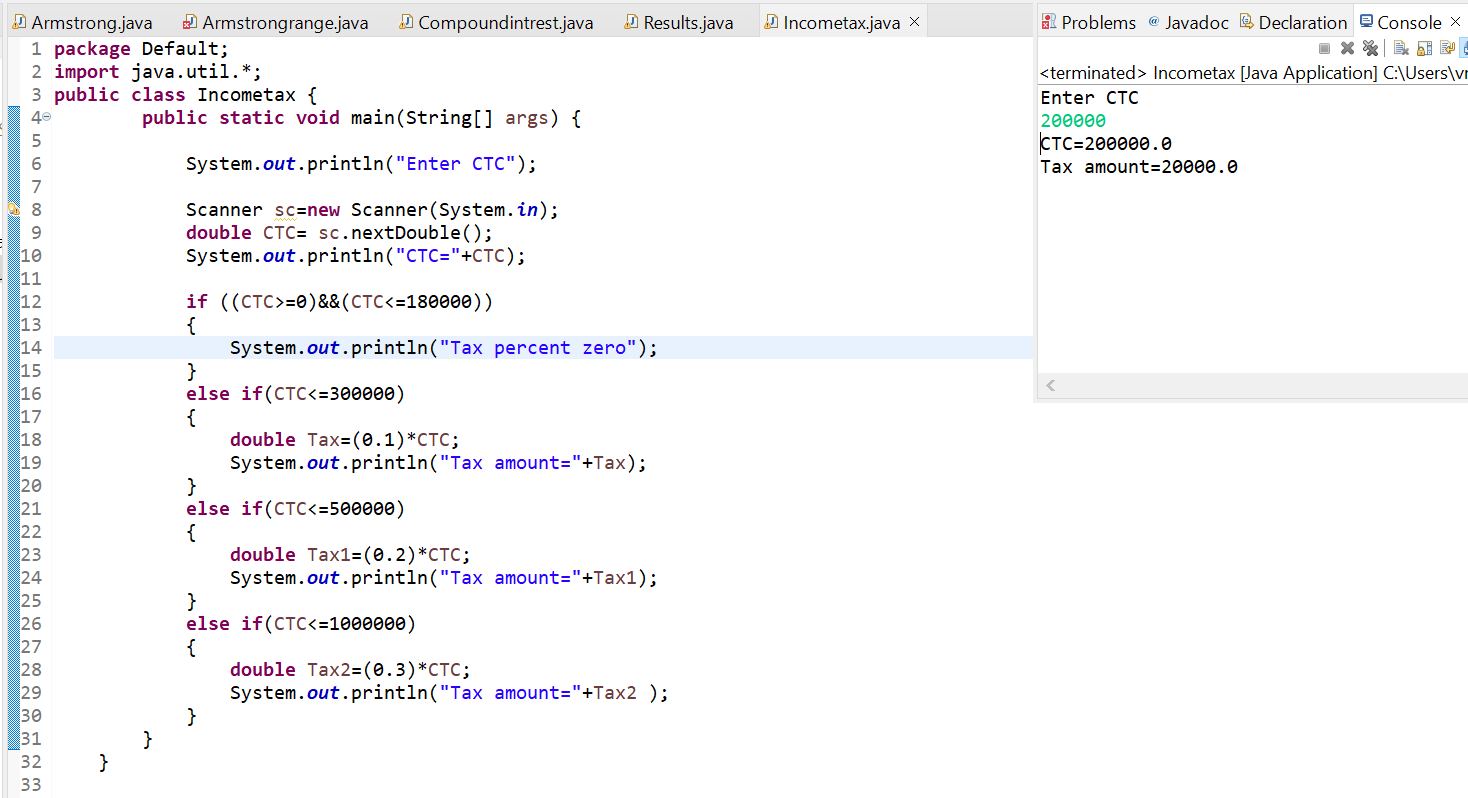 Armstrong.java Armstrongrange.java Compoundintrest.java Results.java Incometax.java
1 package Default;
2 import java.util.*;
3 public class Incometax {
4 public static void main(String[] args) {
5
6 System.out.println("Enter CTC");
7
8 Scanner sc=new Scanner(System.in);
9 double CTC= sc.nextDouble();
10 System.out.println("CTC="+CTC);
11
12 if ((CTC>=0)&&(CTC<=180000))
13 {
14 System.out.println("Tax percent zero");
15 }
16 else if(CTC<=300000)
17 {
18 double Tax=(0.1)*CTC;
19 System.out.println("Tax amount="+Tax);
20 }
21 else if(CTC<=500000)
22 {
23 double Tax1=(0.2)*CTC;
24 System.out.println("Tax amount="+Tax1);
25 }
26 else if(CTC<=1000000)
27 {
28 double Tax2=(0.3)*CTC;
29 System.out.println("Tax amount="+Tax2 );
30 }
31 }
32 }
33
Problems @ Javadoc Declaration Console
<terminated> Incometax [Java Application] C:\Users\vr
Enter CTC
200000
CTC=200000.0
Tax amount=20000.0